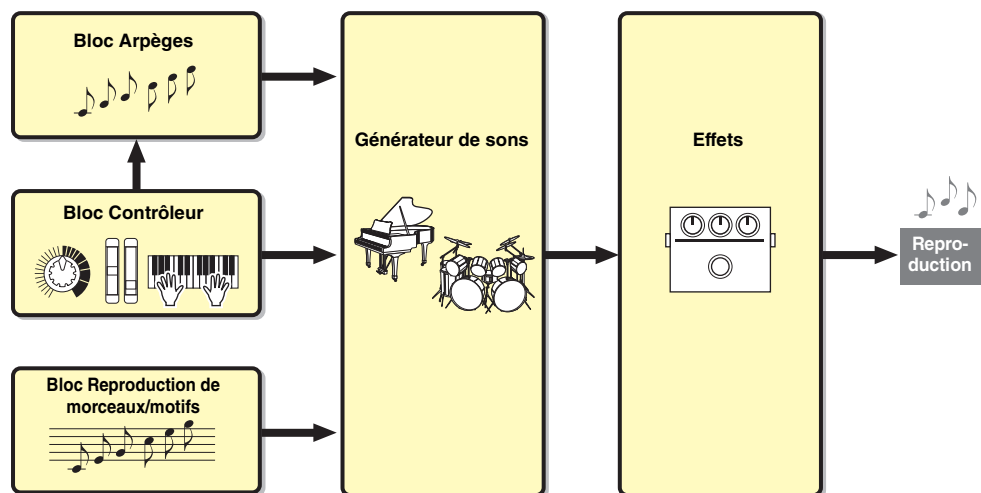 Bloc Arpèges
Bloc Contrôleur
Bloc Reproduction de
morceaux/motifs
Générateur de sons
Effets
Repro-
duction